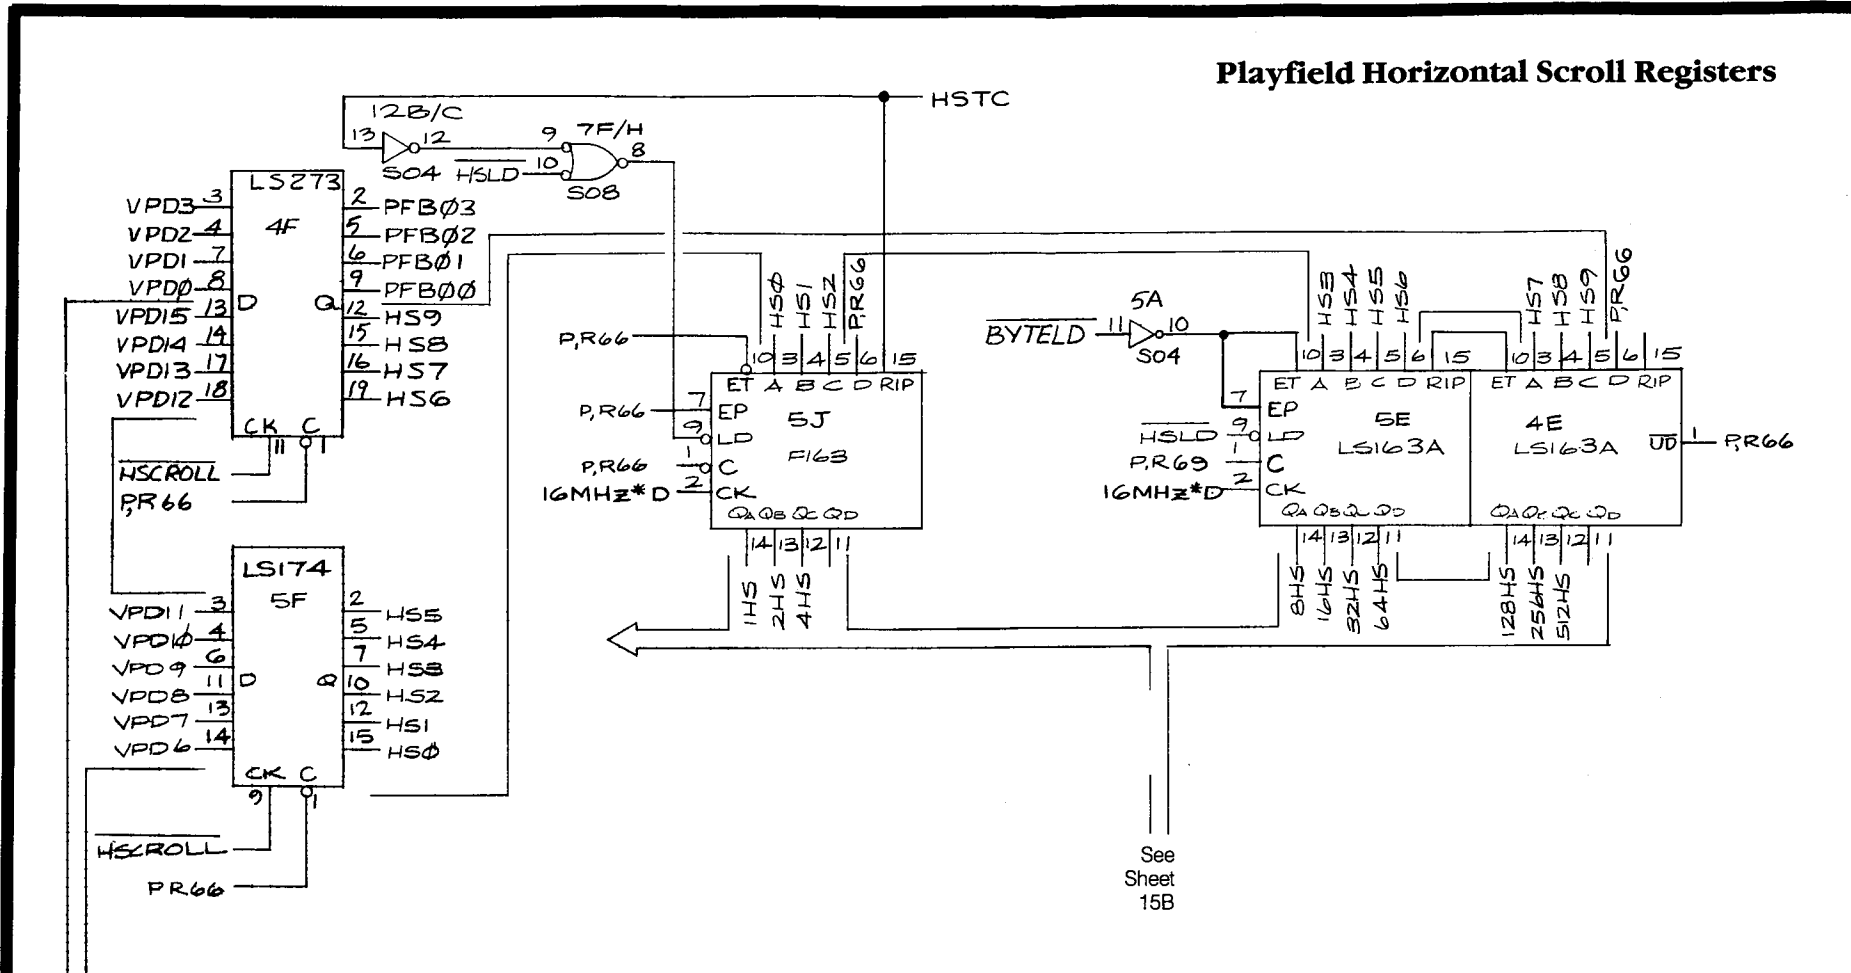 Playfield Horizontal Scroll Registers
HSTC
12B/C
13 12
S04
7F/H
9 8
HSLD 10
S08
LS273
4F
VPD3 3 2 PFBØ3
VPD2 4 5 PFBØ2
VPD1 7 6 PFBØ1
VPDØ 8 9 PFBØØ
D Q
VPD15 13 12 HS9
VPD14 14 15 HS8
VPD13 17 16 HS7
VPD12 18 19 HS6
CK C
11 1
HSCROLL
P,R66
LS174
5F
VPD11 3 2 HS5
VPD1Ø 4 5 HS4
VPD9 6 7 HS3
D Q
VPD8 11 10 HS2
VPD7 13 12 HS1
VPD6 14 15 HSØ
CK C
9 1
HSCROLL
PR66
HSØ HS1 HS2 P,R66
P,R66
10 3 4 5 6 15
ET A B C D RIP
P,R66 7 EP
5J
9 LD
F163
P,R66 1 C
16MHz*D 2 CK
QA QB QC QD
14 13 12 11
1HS 2HS 4HS
5A
BYTELD 11 10
S04
HS3 HS4 HS5 HS6 HS7 HS8 HS9 P,R66
10 3 4 5 6 15 10 3 4 5 6 15
ET A B C D RIP ET A B C D RIP
7 EP
5E 4E
HSLD 9 LD
LS163A LS163A
UD 1 P,R66
P,R69 1 C
16MHz*D 2 CK
QA QB QC QD QA QC QC QD
14 13 12 11 14 13 12 11
8HS 16HS 32HS 64HS 128HS 256HS 512HS
See
Sheet
15B